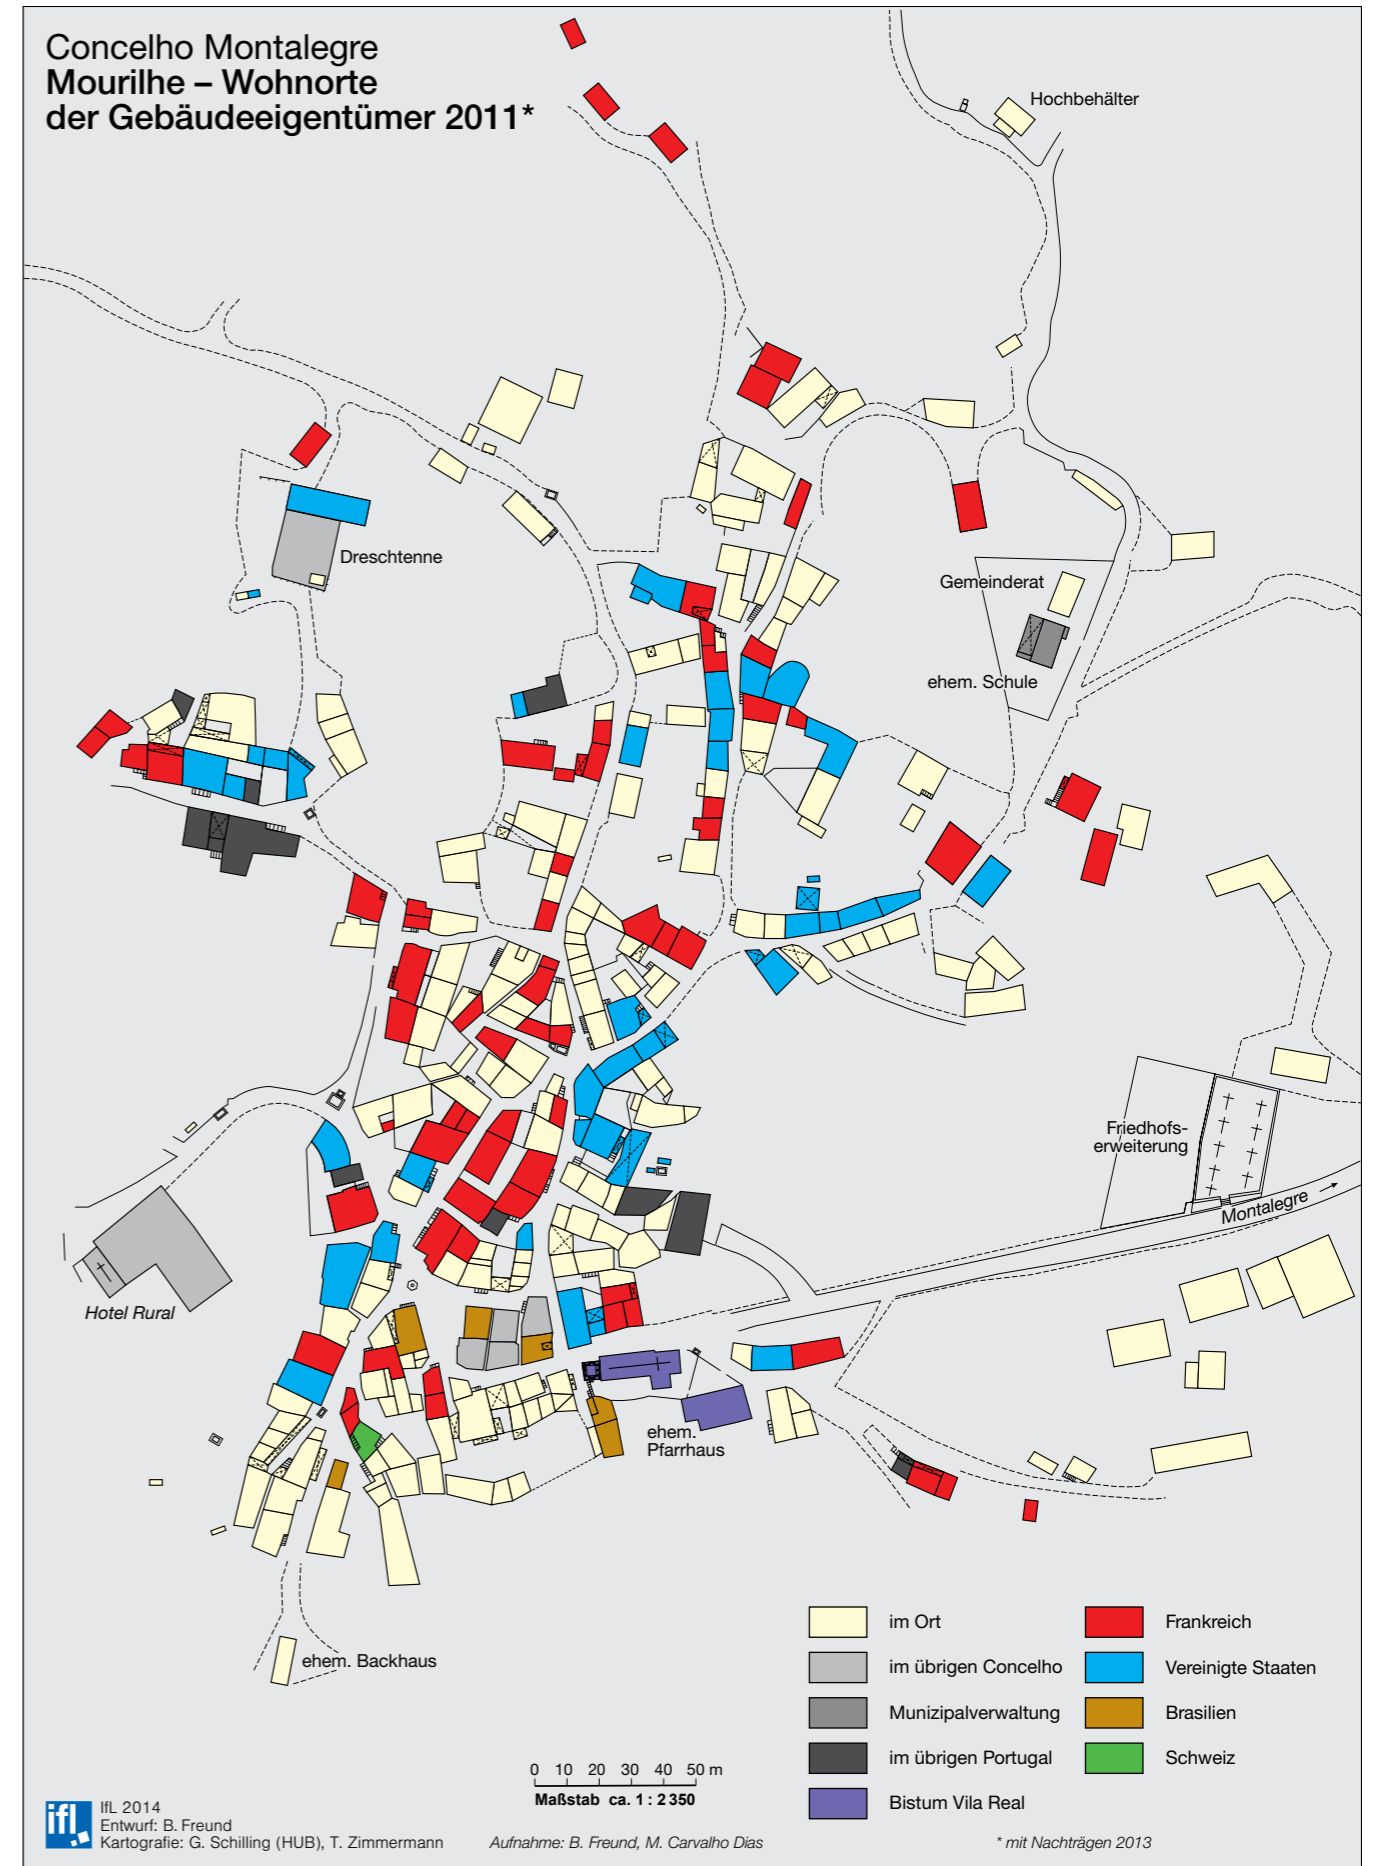 Concelho Montalegre
Mourilhe – Wohnorte
der Gebäudeeigentümer 2011*
Hochbehälter
Dreschtenne
Gemeinderat
ehem. Schule
Friedhofs-
erweiterung
Montalegre
Hotel Rural
ehem.
Pfarrhaus
ehem. Backhaus
im Ort
im übrigen Concelho
Munizipalverwaltung
im übrigen Portugal
Bistum Vila Real
Frankreich
Vereinigte Staaten
Brasilien
Schweiz
0 10 20 30 40 50 m
Maßstab ca. 1 : 2 350
ifl
IfL 2014
Entwurf: B. Freund
Kartografie: G. Schilling (HUB), T. Zimmermann
Aufnahme: B. Freund, M. Carvalho Dias
* mit Nachträgen 2013